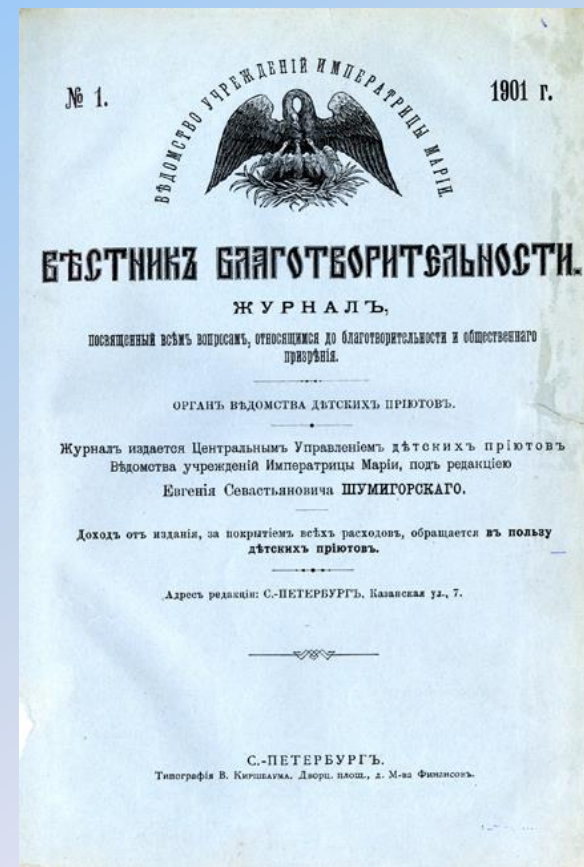 № 1.
1901 г.
ВѢДОМСТВО УЧРЕЖДЕНІЙ ИМПЕРАТРИЦЫ МАРІИ.
ВѢСТНИКЪ БЛАГОТВОРИТЕЛЬНОСТИ.
ЖУРНАЛЪ,
посвященный всѣмъ вопросамъ, относящимся до благотворительности и общественнаго
призрѣнія.
ОРГАНЪ ВѢДОМСТВА ДѢТСКИХЪ ПРІЮТОВЪ.
Журналъ издается Центральнымъ Управленіемъ дѣтскихъ пріютовъ
Вѣдомства учрежденій Императрицы Маріи, подъ редакціею
Евгенія Севастьяновича ШУМИГОРСКАГО.
Доходъ отъ изданія, за покрытіемъ всѣхъ расходовъ, обращается въ пользу
дѣтскихъ пріютовъ.
Адресъ редакціи: С.-ПЕТЕРБУРГЪ, Казанская ул., 7.
С.-ПЕТЕРБУРГЪ.
Типографія В. Киршбаума, Дворц. площ., д. М-ва Финансовъ.